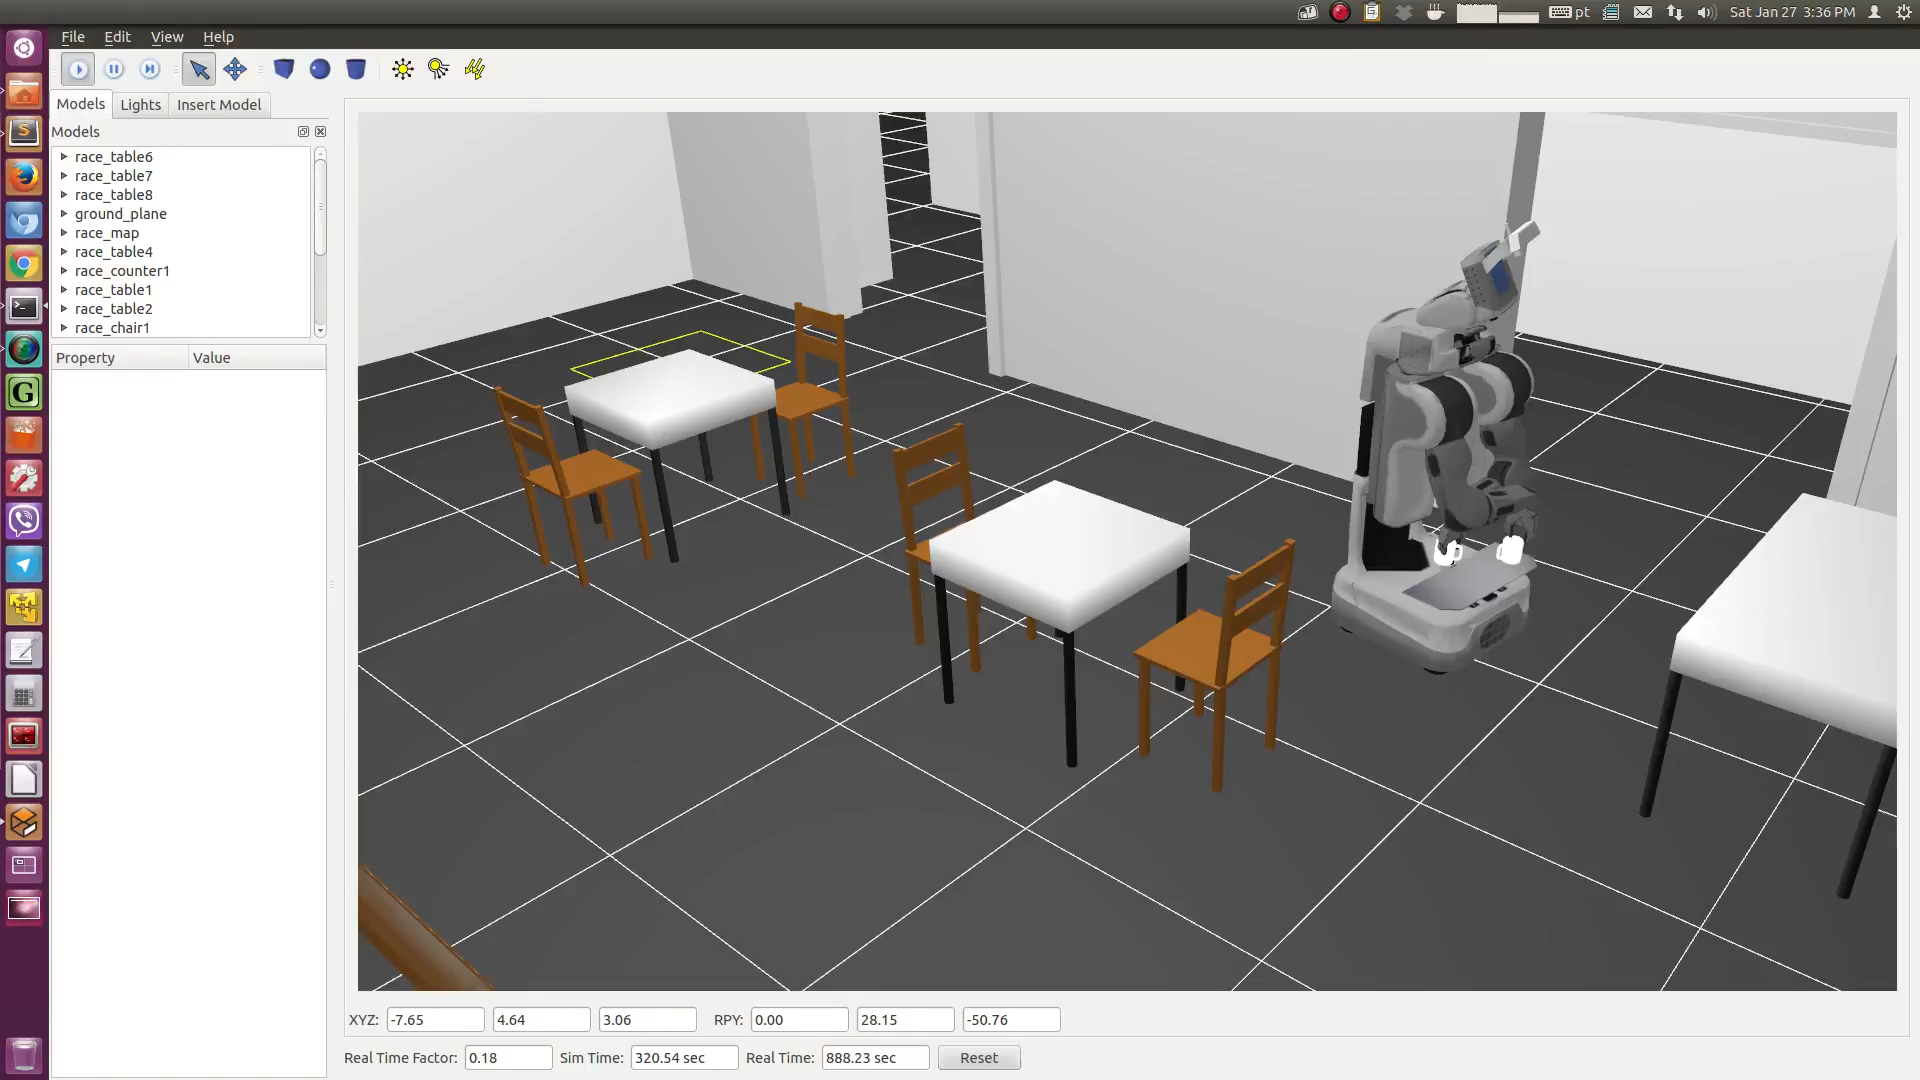 pt Sat Jan 27 3:36 PM
File Edit View Help
Models Lights Insert Model
Models
race_table6
race_table7
race_table8
ground_plane
race_map
race_table4
race_counter1
race_table1
race_table2
race_chair1
Property Value
XYZ: -7.65 4.64 3.06 RPY: 0.00 28.15 -50.76
Real Time Factor: 0.18 Sim Time: 320.54 sec Real Time: 888.23 sec Reset